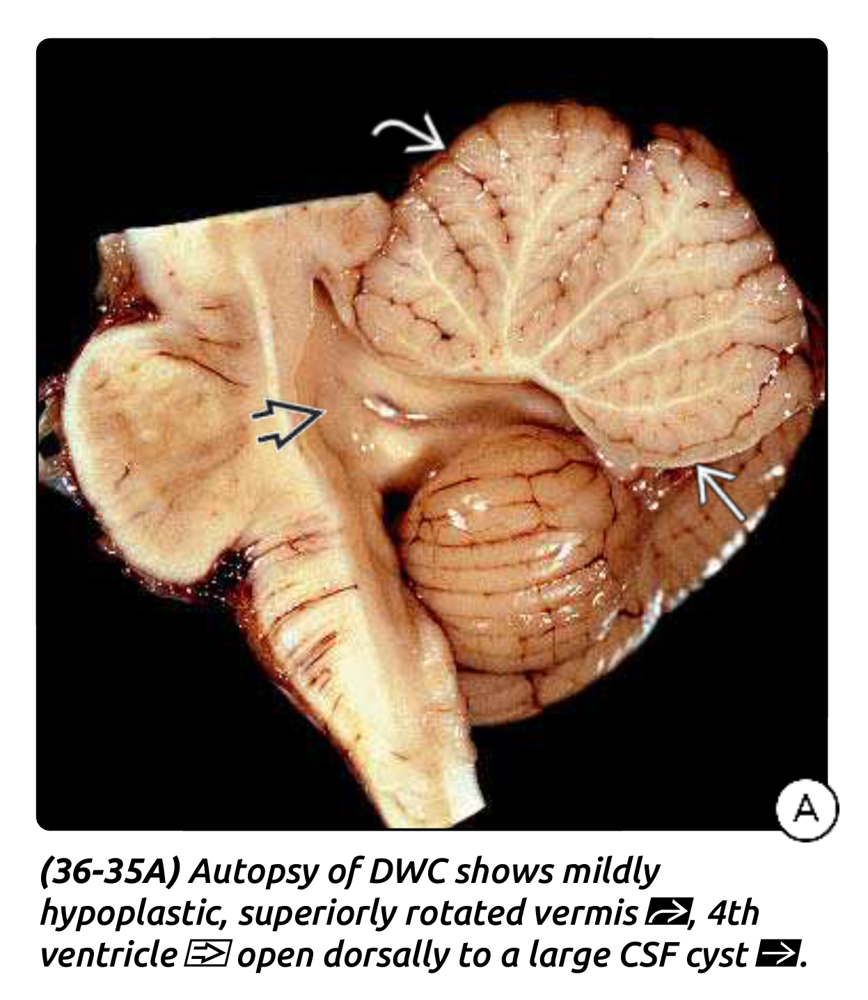 A
(36-35A) Autopsy of DWC shows mildly
hypoplastic, superiorly rotated vermis, 4th
ventricle open dorsally to a large CSF cyst.